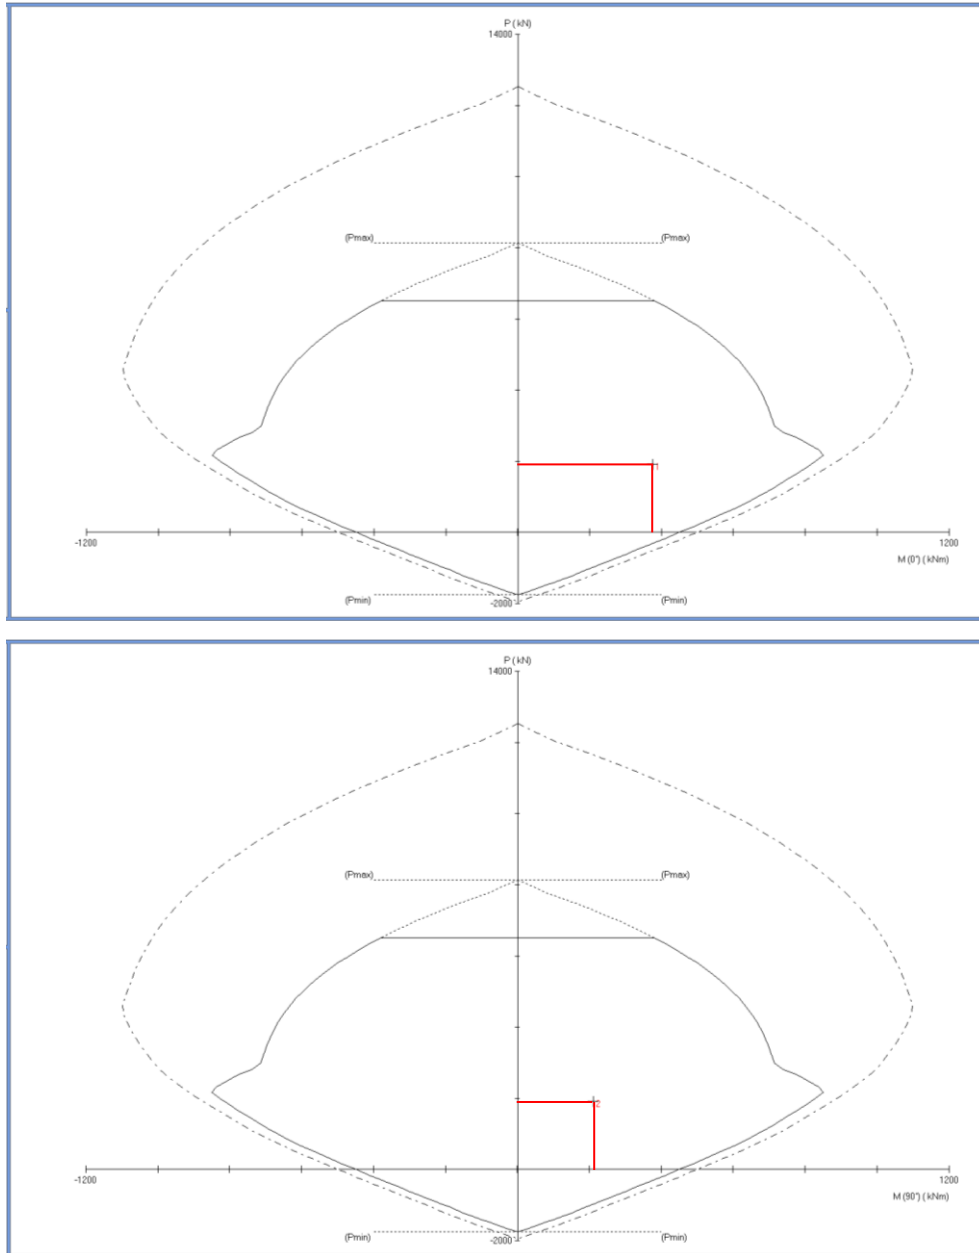 P ( kN)
14000
(Pmax) (Pmax)
1
-1200 1200
M (0°) ( kNm)
(Pmin) (Pmin)
-2000
P ( kN)
14000
(Pmax) (Pmax)
2
-1200 1200
M (90°) ( kNm)
(Pmin) (Pmin)
-2000